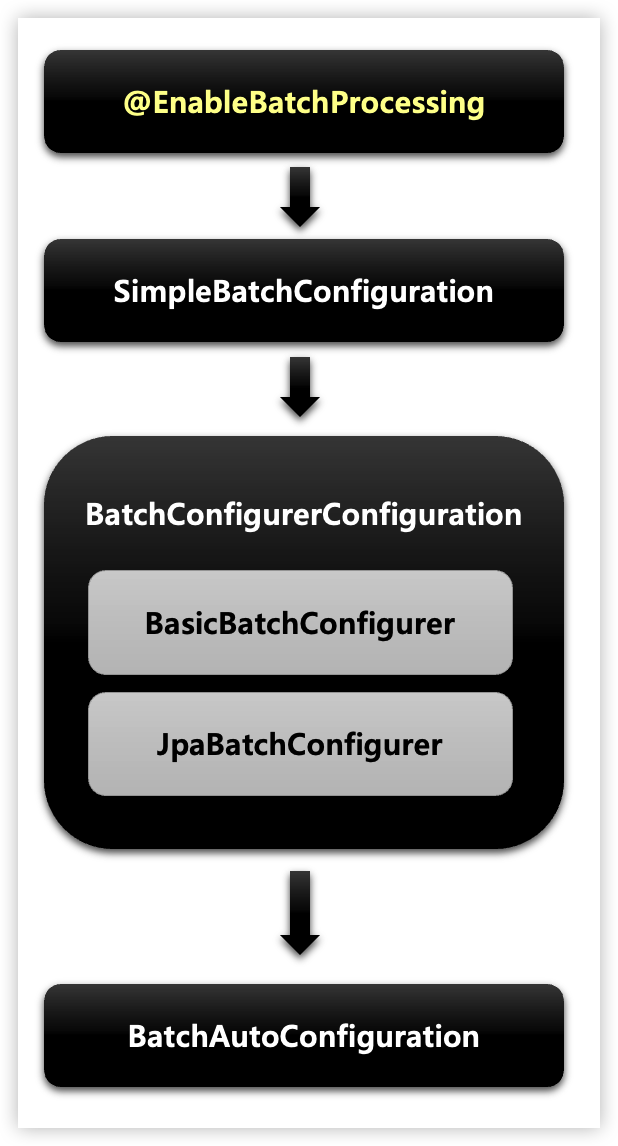 @EnableBatchProcessing
SimpleBatchConfiguration
BatchConfigurerConfiguration
BasicBatchConfigurer
JpaBatchConfigurer
BatchAutoConfiguration